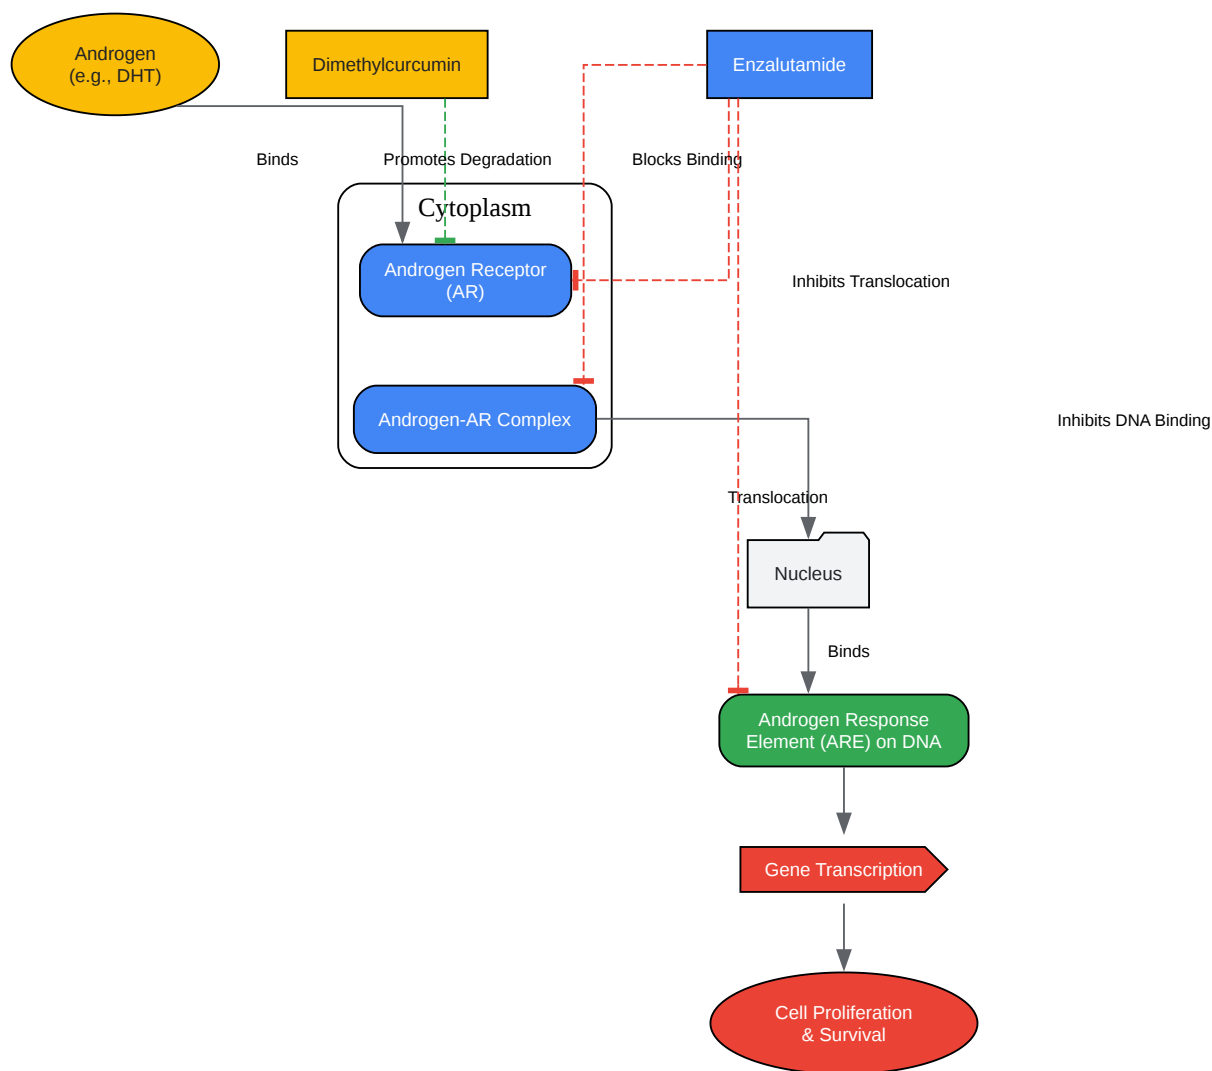 Androgen
(e.g., DHT)
Dimethylcurcumin
Enzalutamide
Binds
Promotes Degradation
Blocks Binding
Cytoplasm
Androgen Receptor
(AR)
Inhibits Translocation
Androgen-AR Complex
Inhibits DNA Binding
Translocation
Nucleus
Binds
Androgen Response
Element (ARE) on DNA
Gene Transcription
Cell Proliferation
& Survival